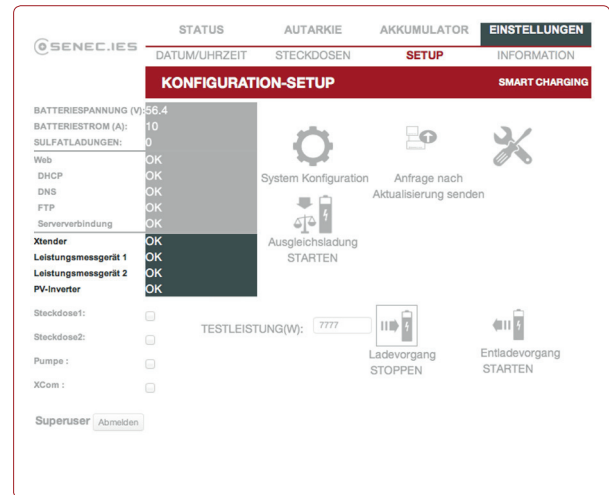 SENEC.IES
STATUS AUTARKIE AKKUMULATOR EINSTELLUNGEN
DATUM/UHRZEIT STECKDOSEN SETUP INFORMATION
KONFIGURATION-SETUP SMART CHARGING
BATTERIESPANNUNG (V): 56.4
BATTERIESTROM (A): 10
SULFATLADUNGEN: 0
Web OK
DHCP OK
DNS OK
FTP OK
Serververbindung OK
Xtender OK
Leistungsmessgerät 1 OK
Leistungsmessgerät 2 OK
PV-Inverter OK
System Konfiguration
Anfrage nach
Aktualisierung senden
Ausgleichsladung
STARTEN
Steckdose1:
Steckdose2:
Pumpe :
XCom :
TESTLEISTUNG(W): 7777
Ladevorgang
STOPPEN
Entladevorgang
STARTEN
Superuser Abmelden